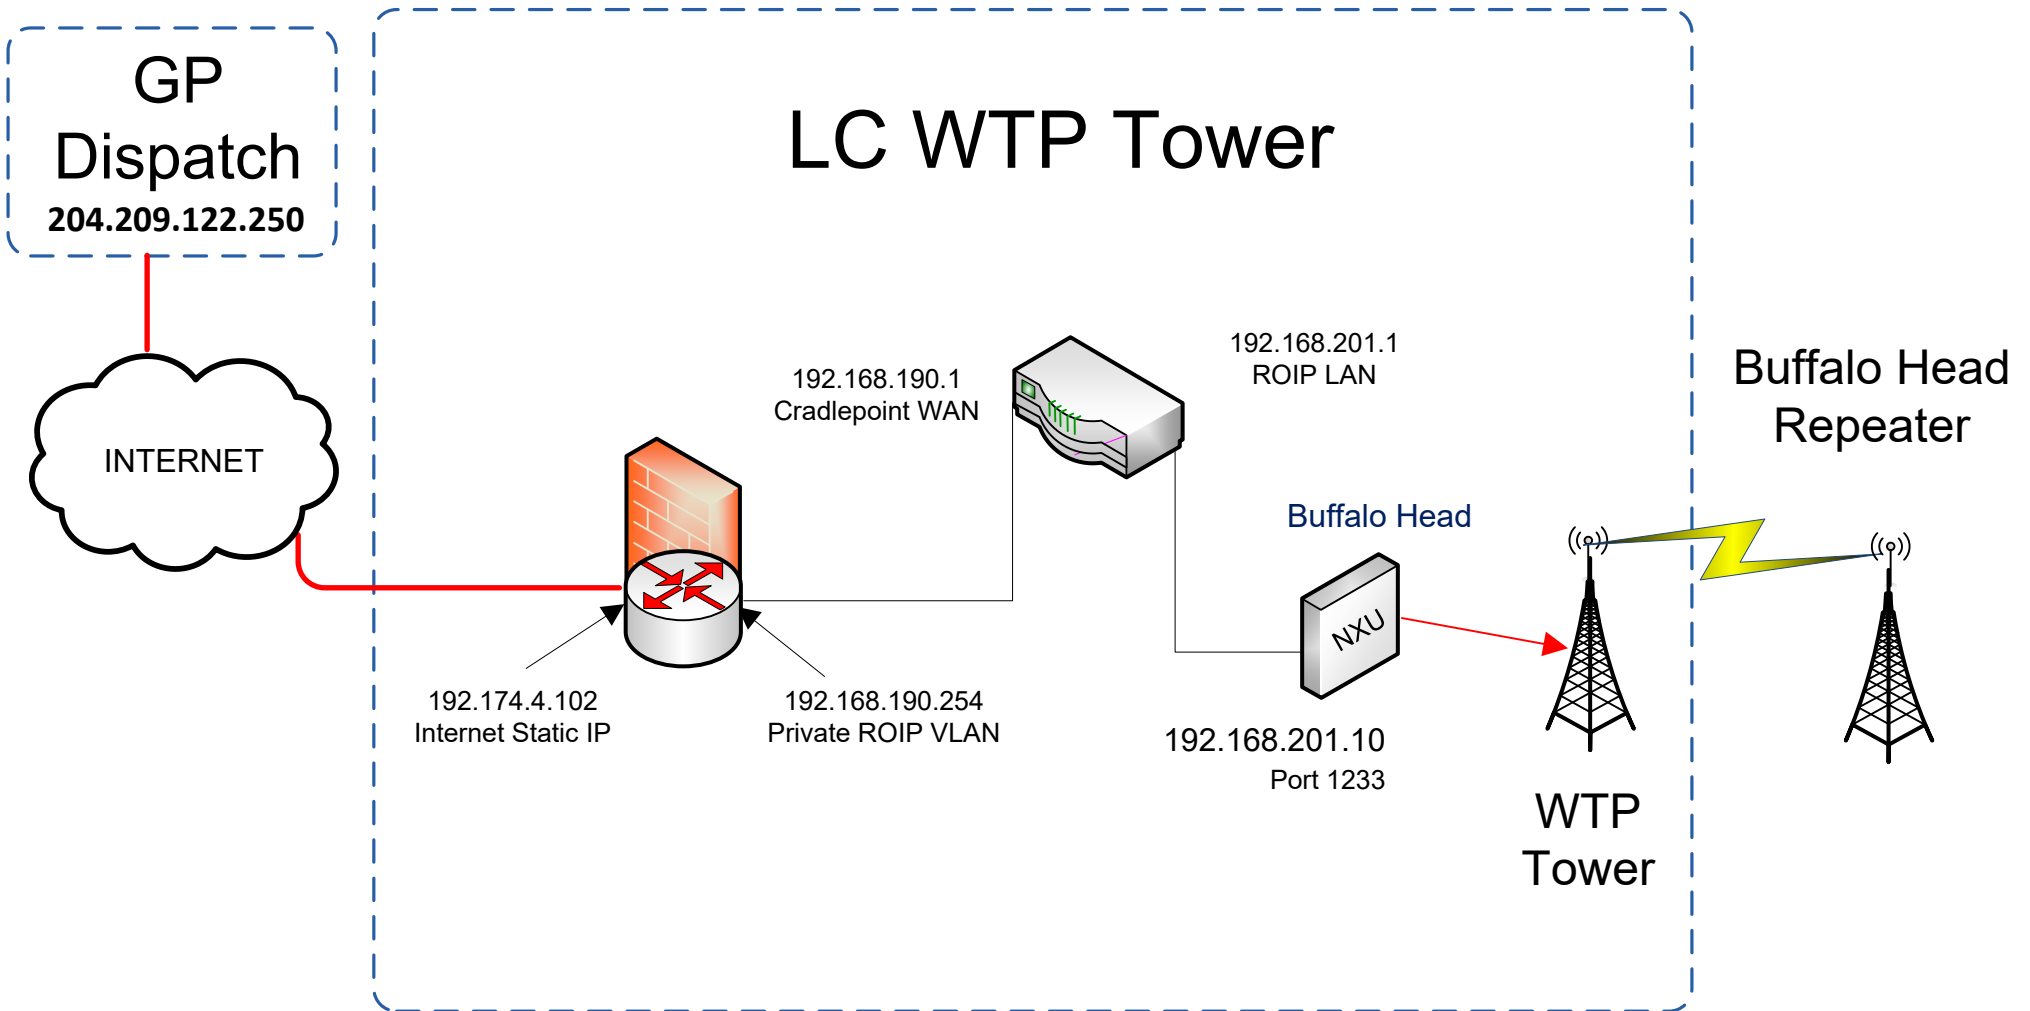 GP
Dispatch
204.209.122.250
LC WTP Tower
INTERNET
192.168.190.1
Cradlepoint WAN
192.168.201.1
ROIP LAN
Buffalo Head
Repeater
Buffalo Head
NXU
192.174.4.102
Internet Static IP
192.168.190.254
Private ROIP VLAN
192.168.201.10
Port 1233
WTP
Tower